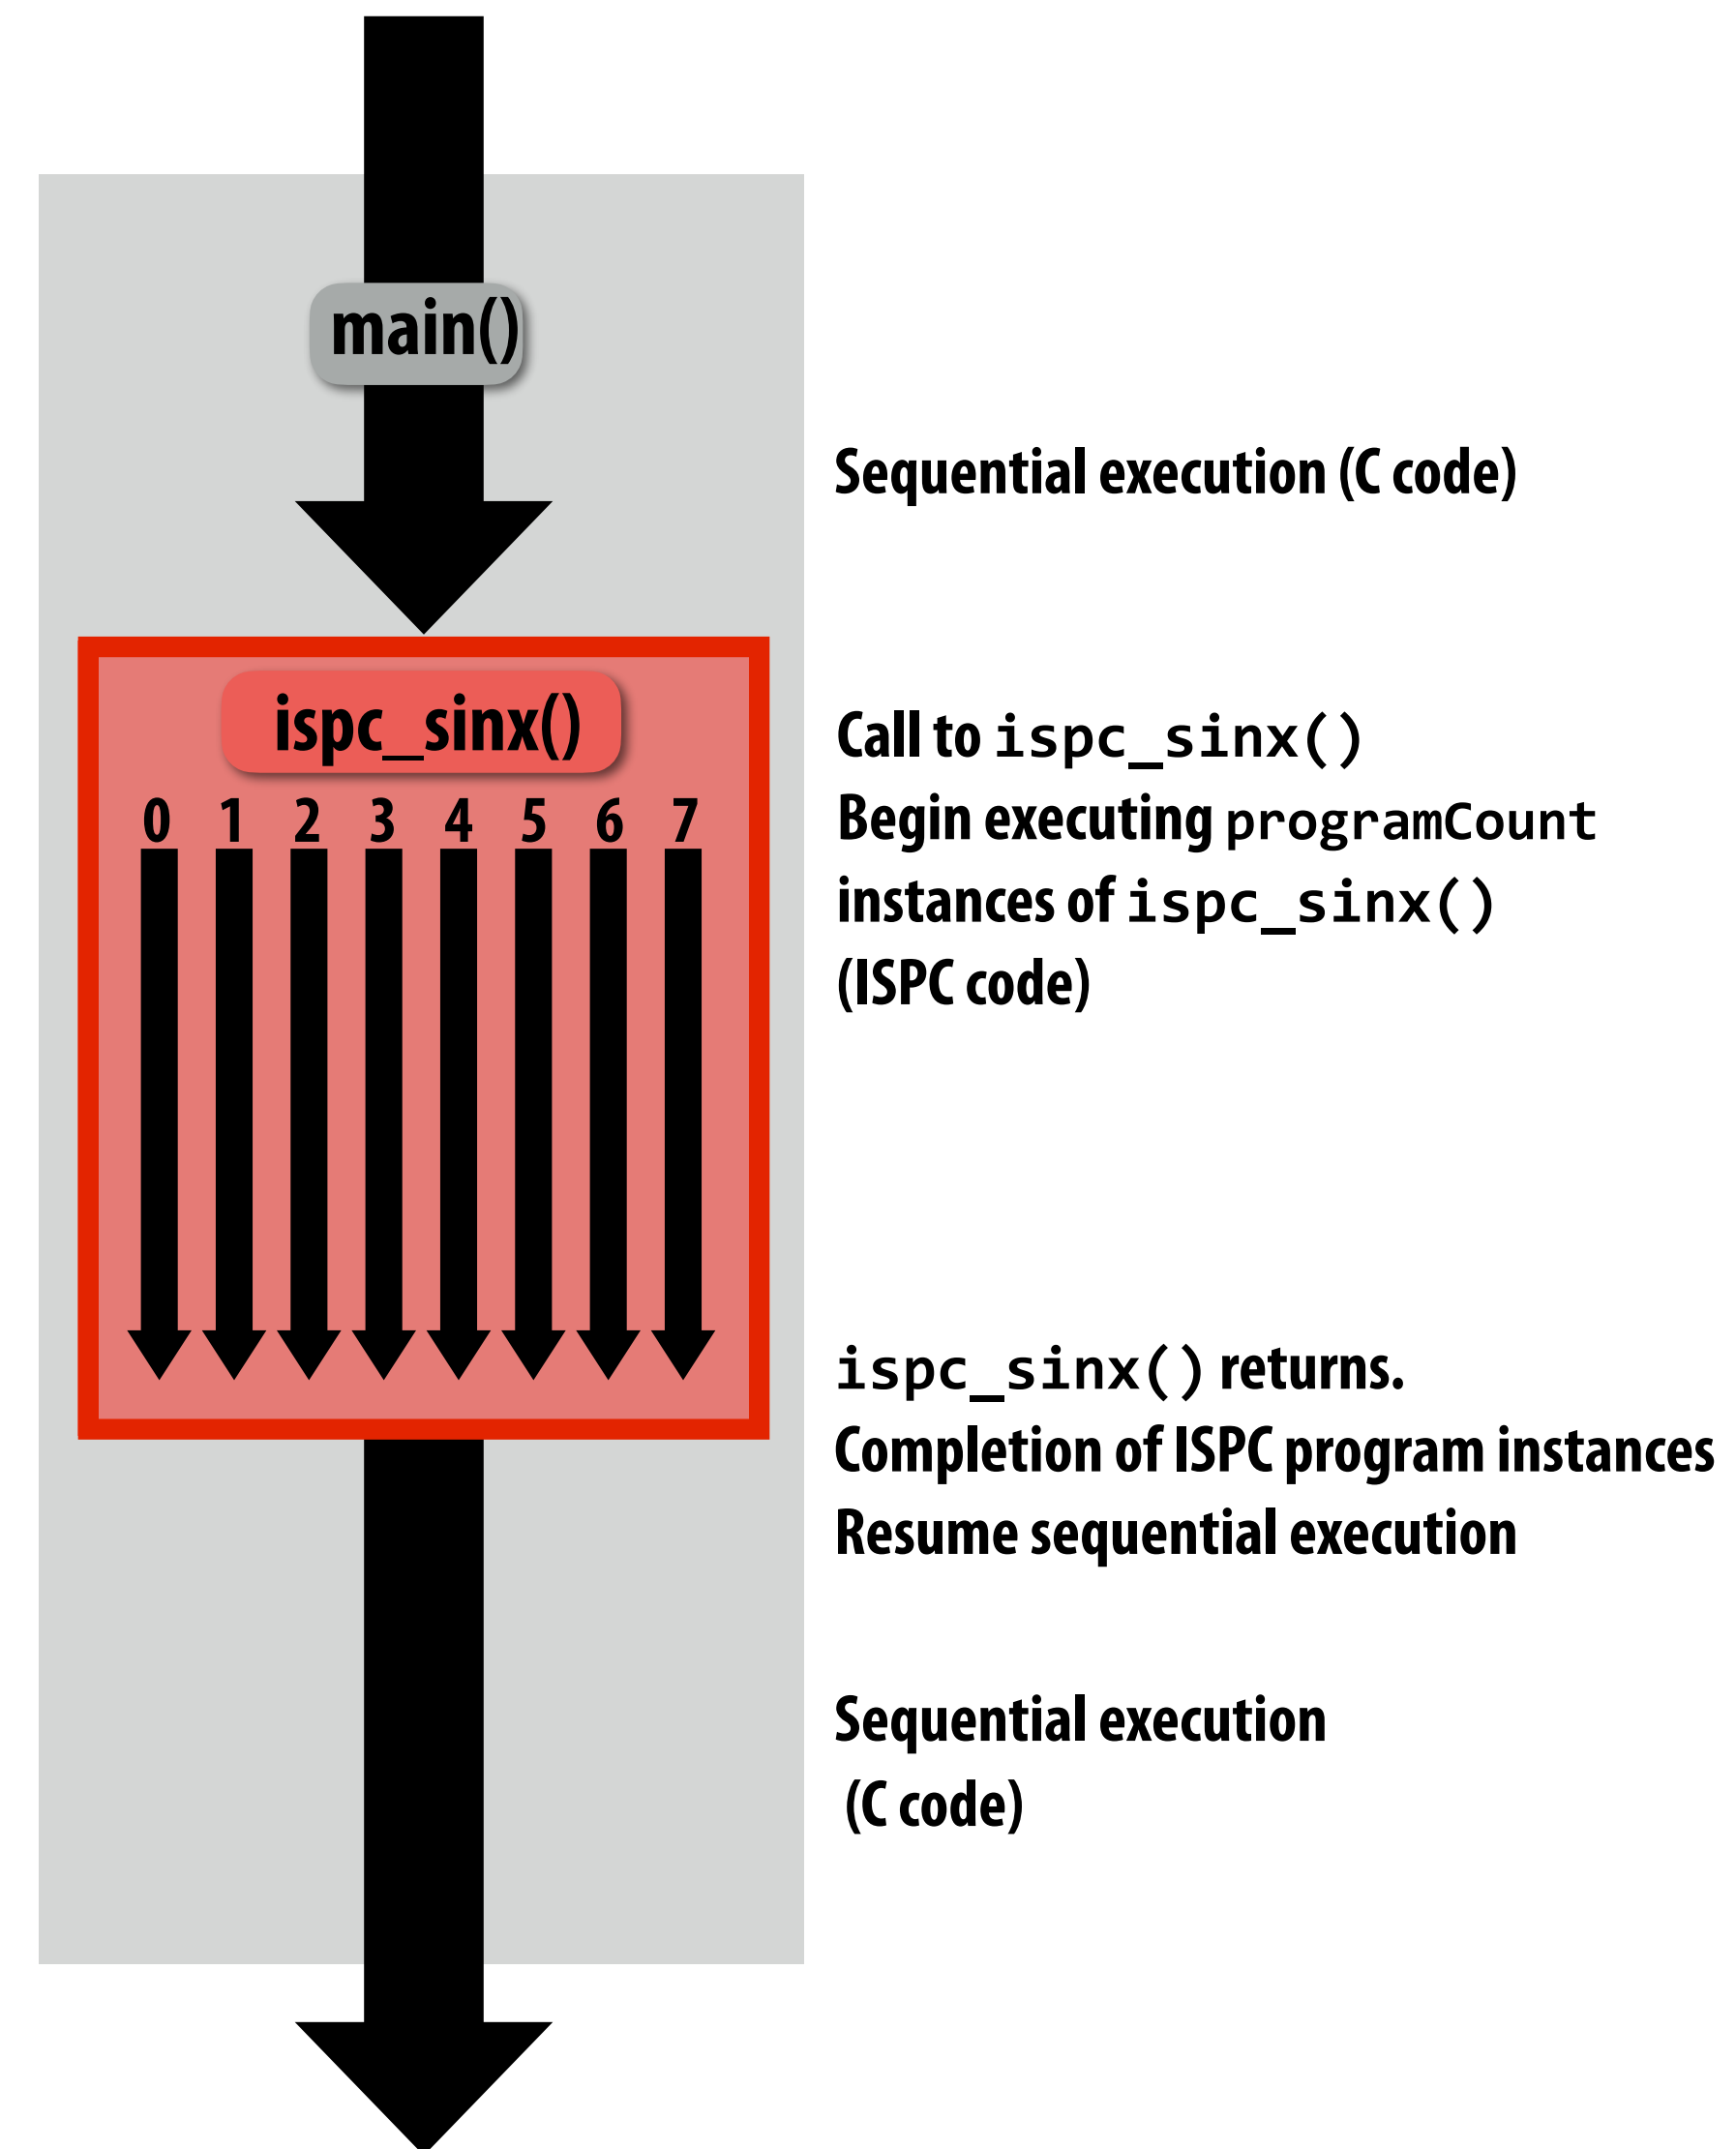 main()
Sequential execution (C code)
ispc_sinx()
0 1 2 3 4 5 6 7
Call to ispc_sinx()
Begin executing programCount
instances of ispc_sinx()
(ISPC code)
ispc_sinx() returns.
Completion of ISPC program instances
Resume sequential execution
Sequential execution
(C code)